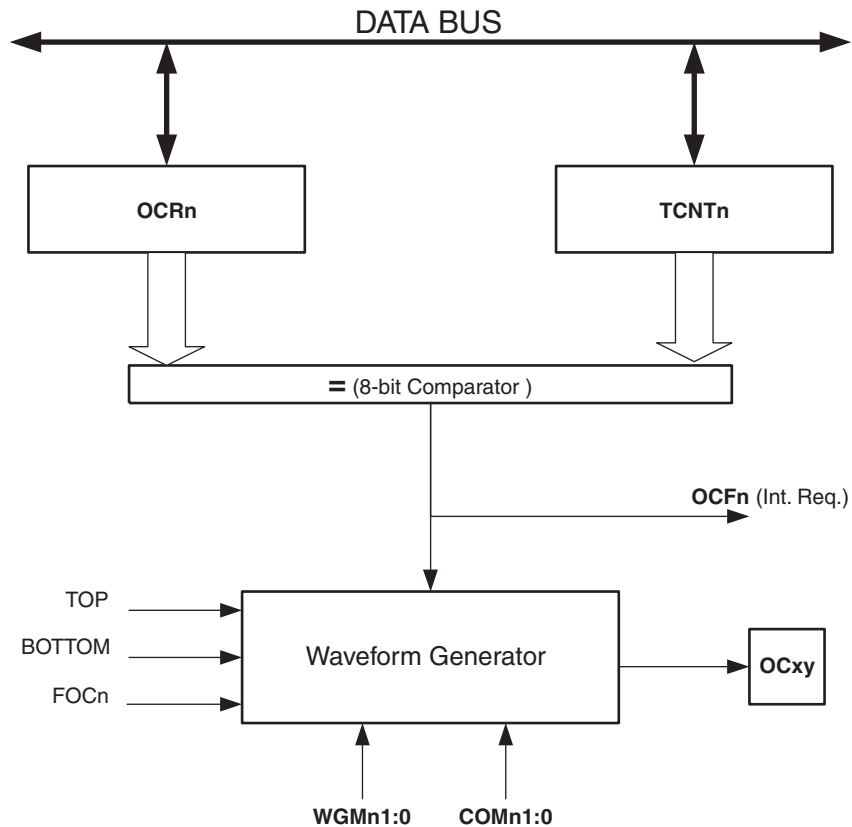 DATA BUS
OCRn
TCNTn
= (8-bit Comparator )
OCFn (Int. Req.)
TOP
BOTTOM
FOCn
Waveform Generator
OCxy
WGMn1:0
COMn1:0